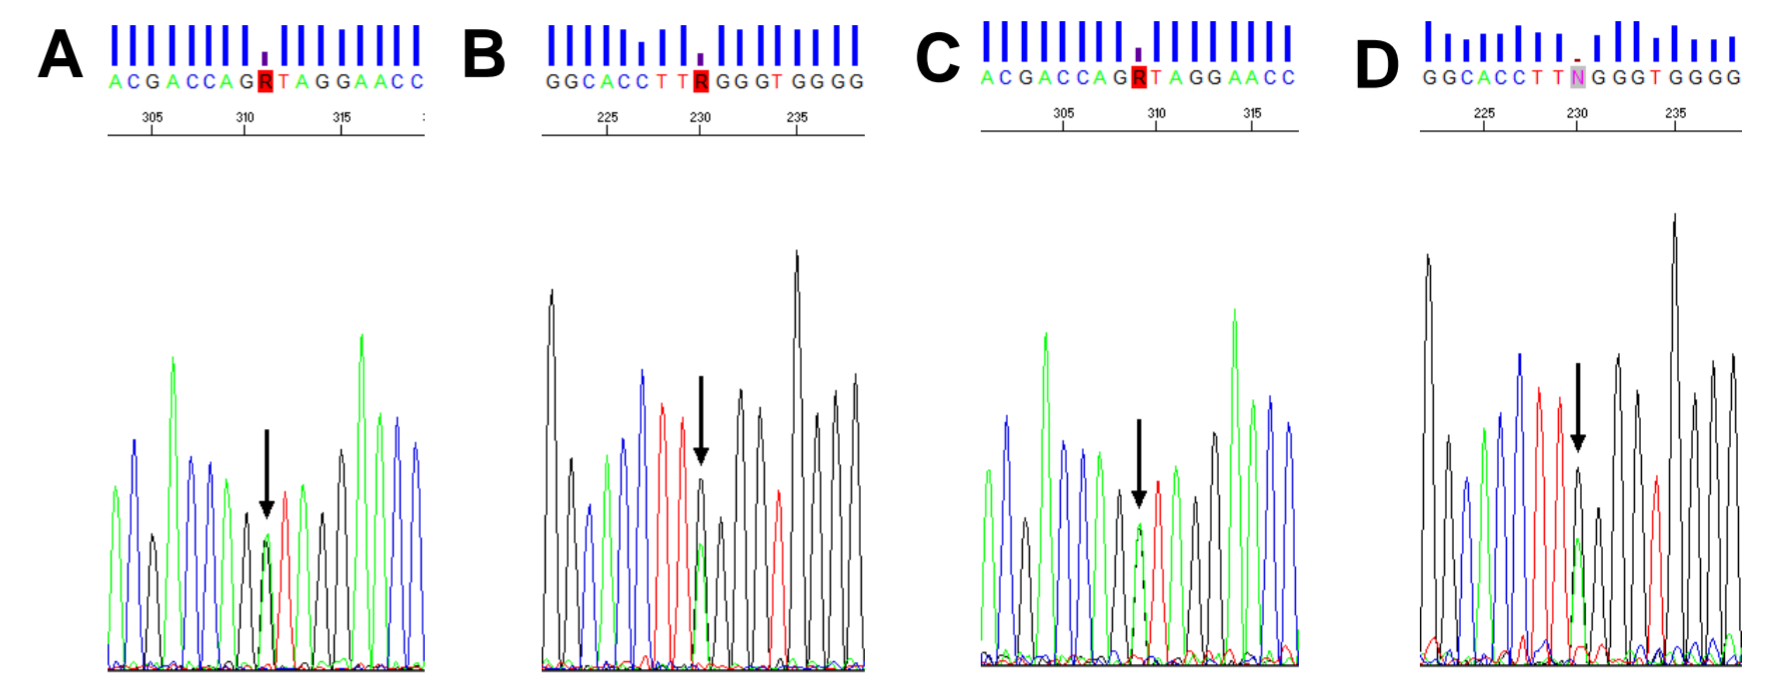 A
ACGACCAGRTAGGAACC
305 310 315
B
GGCACCTTRGGGTGGGG
225 230 235
C
ACGACCAGRTAGGAACC
305 310 315
D
GGCACCTTNGGGTGGGG
225 230 235